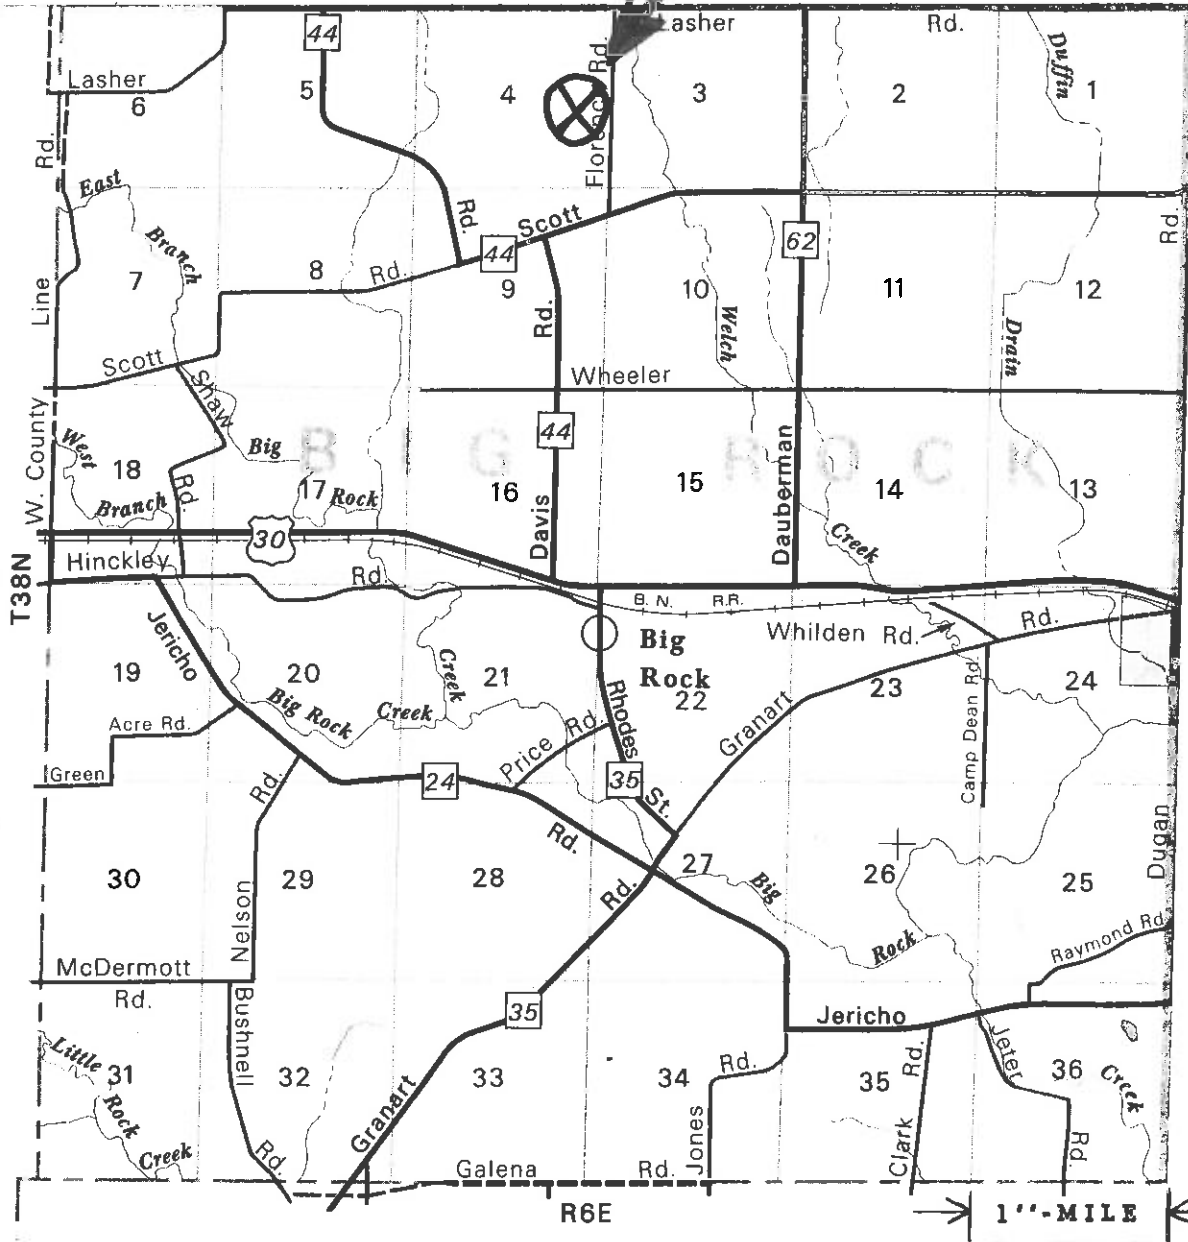 44
Lasher
Rd.
Lasher
6
5
4
3
2
1
Duffin
Rd.
Florence Rd.
East
Branch
Rd.
Scott
44
62
Rd.
7
8
Rd.
9
10
11
12
Line
Rd.
Welch
Drain
Scott
Shaw
Wheeler
W. County
West
18
Branch
Rd.
Big
17
Rock
BIG ROCK
44
16
15
14
13
Davis
Dauberman
Creek
30
Hinckley
Rd.
T38N
B. N. R.R.
Whilden Rd.
Rd.
Big
Rock
Jericho
19
20
21
22
23
24
Creek
Big Rock
Creek
Acre Rd.
Green
Rhodes
Price Rd.
Granart
Camp Dean Rd.
24
35
St.
Rd.
Rd.
Dugan
30
29
28
27
26
25
Nelson
Rd.
Big
Rock
Raymond Rd
McDermott
Rd.
Bushnell
35
Jericho
Jeter
Little
31
Rock
Creek
32
33
34
35
36
Rd.
Rd.
Creek
Granart
Rd.
Jones
Clark
Rd.
Galena Rd.
R6E
1''-MILE